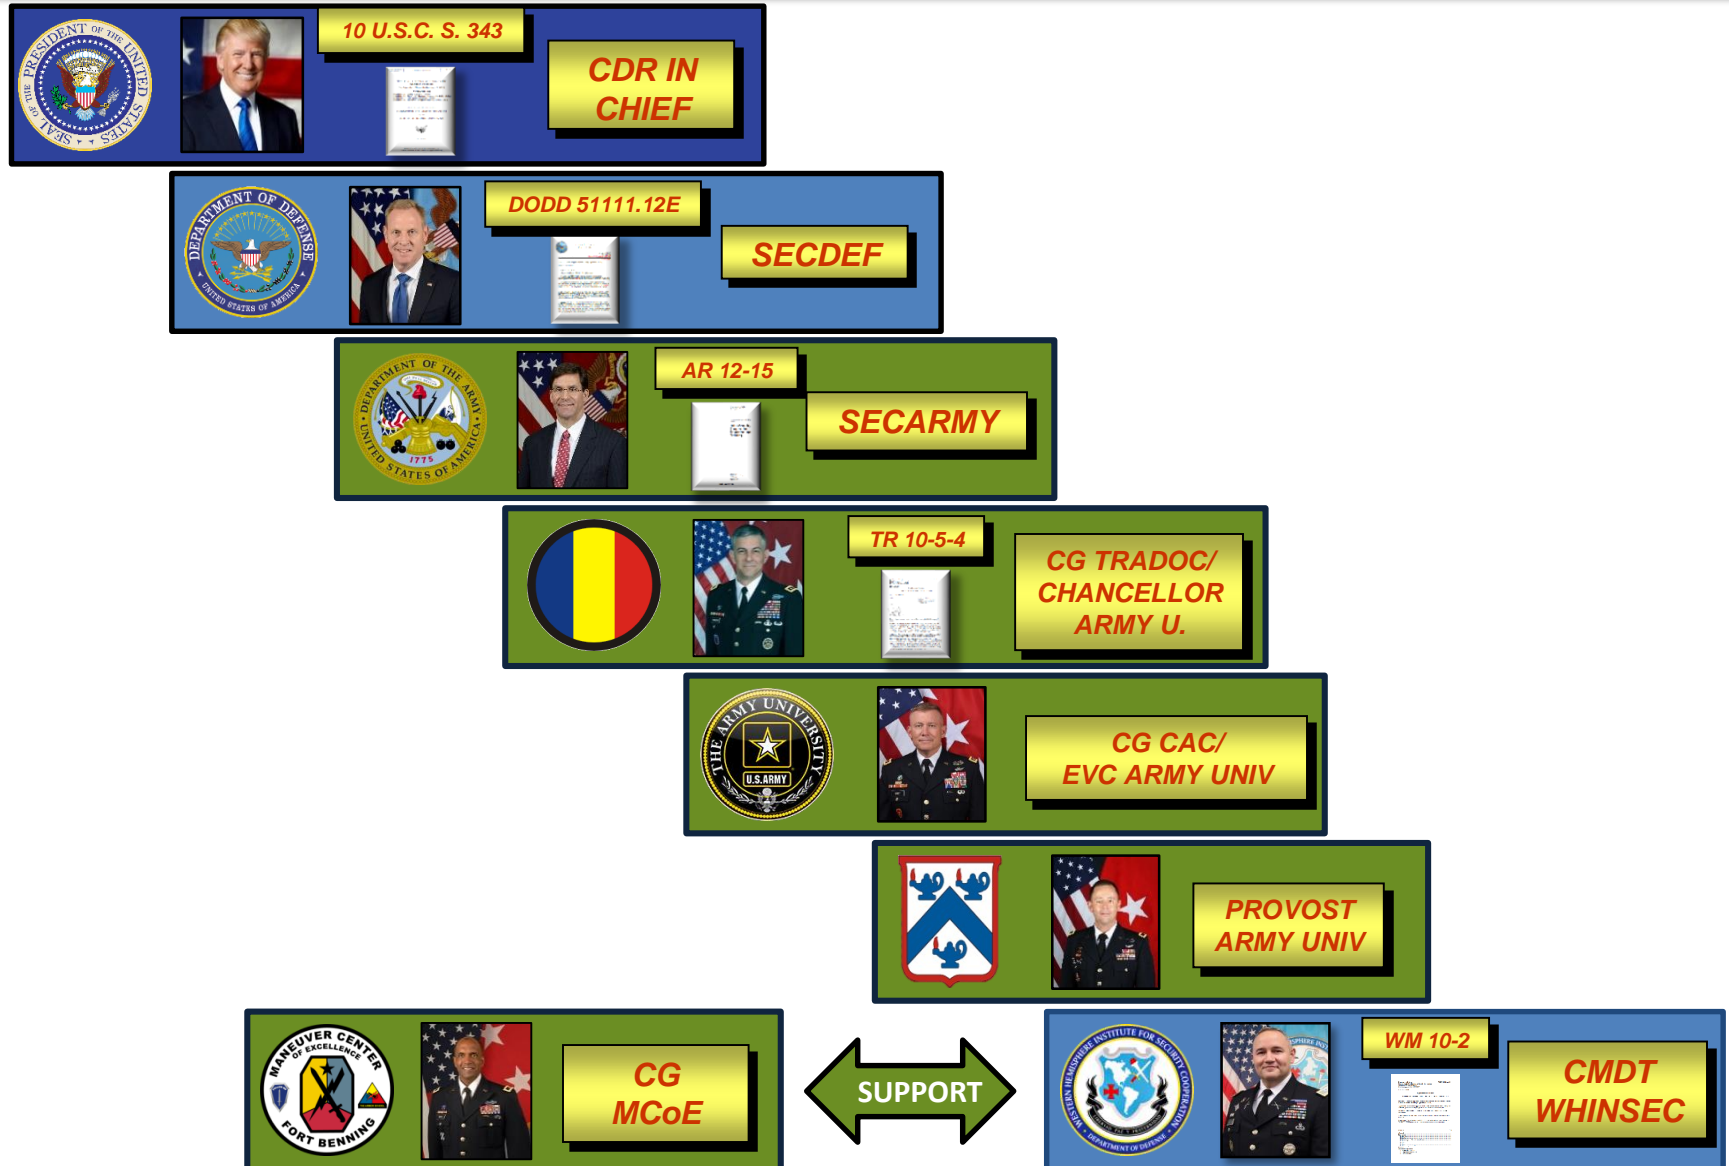 SEAL OF THE PRESIDENT OF THE UNITED STATES
10 U.S.C. S. 343
CDR IN
CHIEF
DEPARTMENT OF DEFENSE
UNITED STATES OF AMERICA
DODD 51111.12E
SECDEF
DEPARTMENT OF THE ARMY
UNITED STATES OF AMERICA
1775
AR 12-15
SECARMY
TR 10-5-4
CG TRADOC/
CHANCELLOR
ARMY U.
THE ARMY UNIVERSITY
U.S.ARMY
CG CAC/
EVC ARMY UNIV
PROVOST
ARMY UNIV
MANEUVER CENTER
OF EXCELLENCE
FORT BENNING
CG
MCoE
SUPPORT
WESTERN HEMISPHERE INSTITUTE FOR SECURITY COOPERATION
DEPARTMENT OF DEFENSE
WM 10-2
CMDT
WHINSEC